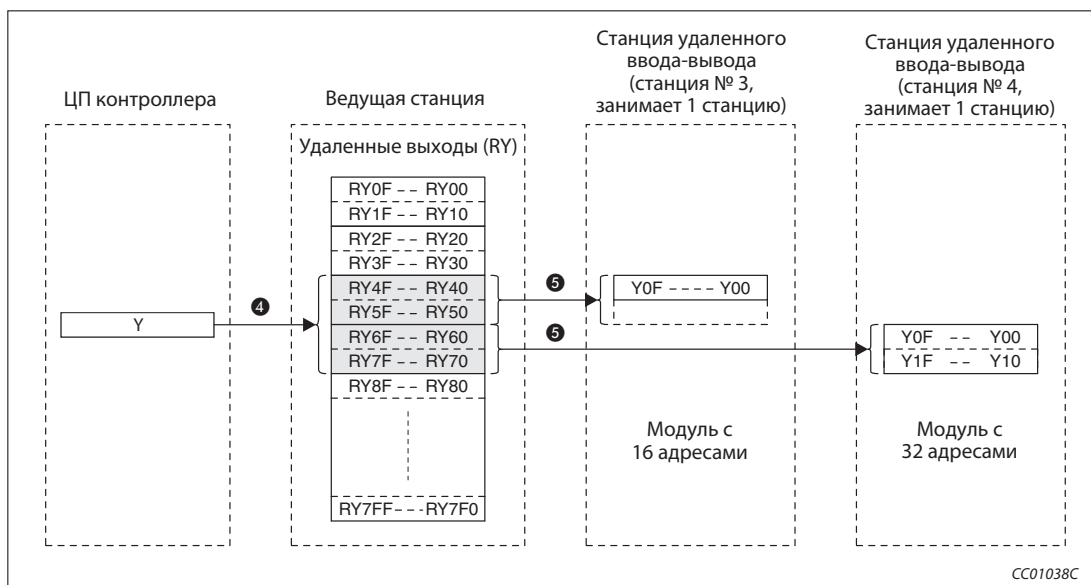 ЦП контроллера
Y
4
Ведущая станция
Удаленные выходы (RY)
RY0F -- RY00
RY1F -- RY10
RY2F -- RY20
RY3F -- RY30
RY4F -- RY40
RY5F -- RY50
RY6F -- RY60
RY7F -- RY70
RY8F -- RY80
RY7FF---RY7F0
5
5
Станция удаленного
ввода-вывода
(станция № 3,
занимает 1 станцию)
Y0F ---- Y00
Модуль с
16 адресами
Станция удаленного
ввода-вывода
(станция № 4,
занимает 1 станцию)
Y0F -- Y00
Y1F -- Y10
Модуль с
32 адресами
CC01038C